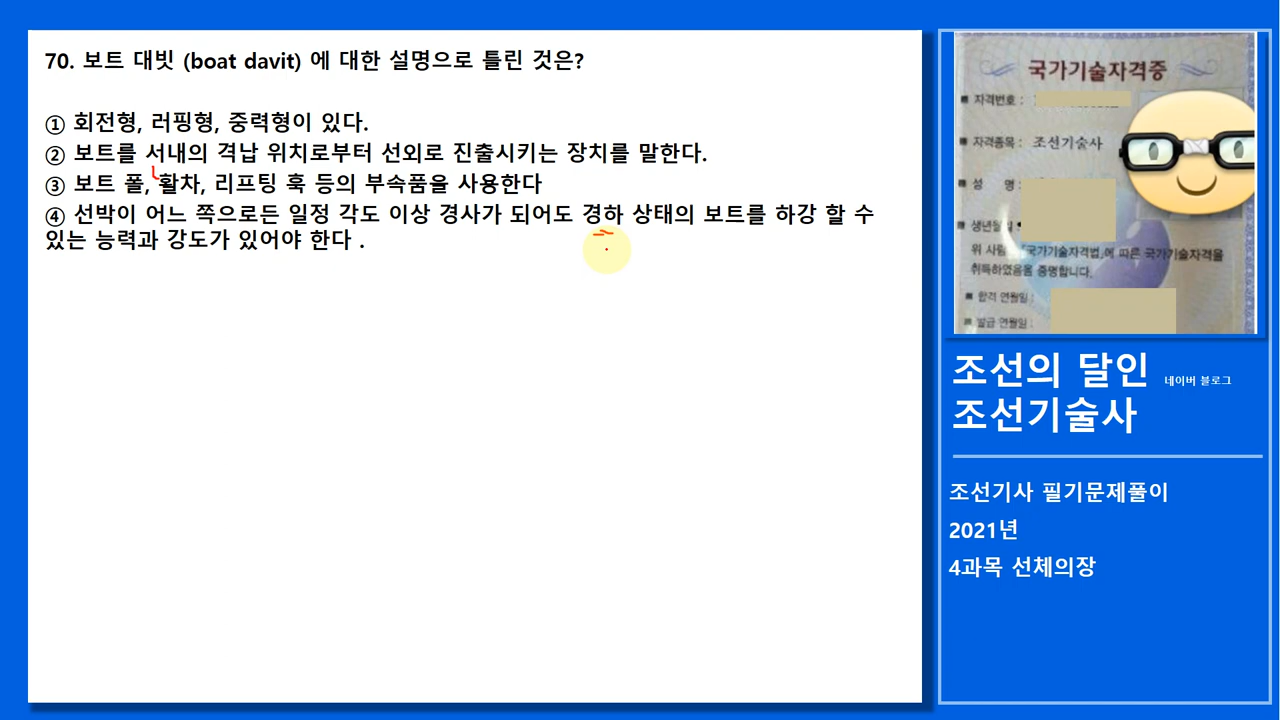 70. 보트 대빗 (boat davit) 에 대한 설명으로 틀린 것은?
① 회전형, 러핑형, 중력형이 있다.
② 보트를 서내의 격납 위치로부터 선외로 진출시키는 장치를 말한다.
③ 보트 폴, 활차, 리프팅 훅 등의 부속품을 사용한다
④ 선박이 어느 쪽으로든 일정 각도 이상 경사가 되어도 경하 상태의 보트를 하강 할 수
있는 능력과 강도가 있어야 한다 .
국가기술자격증
■ 자격번호 :
■ 자격종목 : 조선기술사
■ 성 명 :
■ 생년월일
위 사람은 「국가기술자격법」에 따른 국가기술자격을
취득하였음을 증명합니다.
■ 합격 연월일 :
■ 발급 연월일 :
조선의 달인 네이버 블로그
조선기술사
조선기사 필기문제풀이
2021년
4과목 선체의장